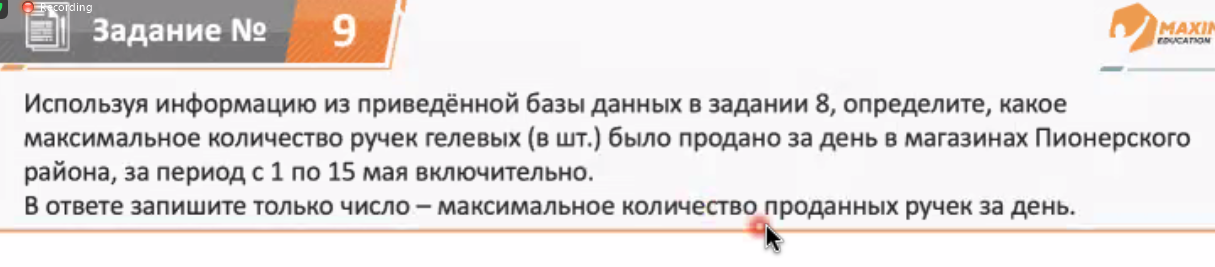 Recording
Задание № 9
MAXIM
EDUCATION
Используя информацию из приведённой базы данных в задании 8, определите, какое
максимальное количество ручек гелевых (в шт.) было продано за день в магазинах Пионерского
района, за период с 1 по 15 мая включительно.
В ответе запишите только число – максимальное количество проданных ручек за день.